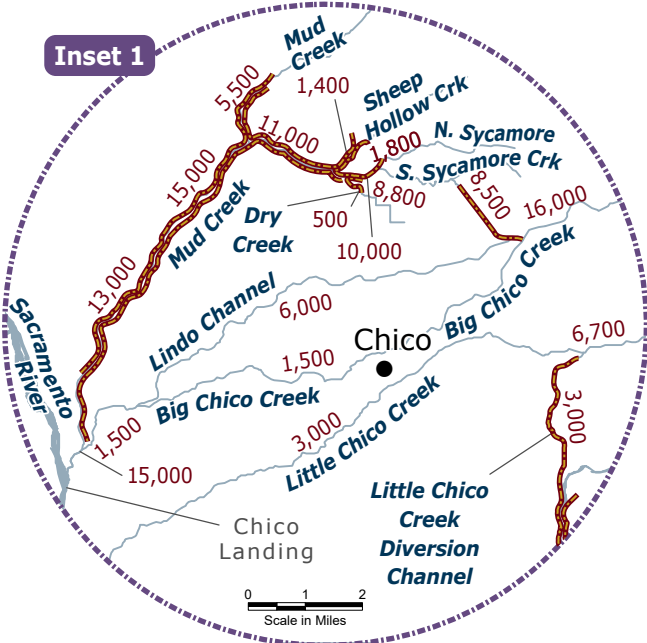 Inset 1
Mud
Creek
5,500
1,400
Sheep
Hollow Crk
11,000
1,800
N. Sycamore
S. Sycamore Crk
15,000
8,800
8,500
16,000
Mud Creek
Dry
Creek
500
10,000
13,000
Lindo Channel
6,000
Big Chico Creek
Sacramento
River
Chico
6,700
1,500
Big Chico Creek
3,000
1,500
3,000
Little Chico Creek
15,000
Little Chico
Creek
Diversion
Channel
Chico
Landing
0 1 2
Scale in Miles